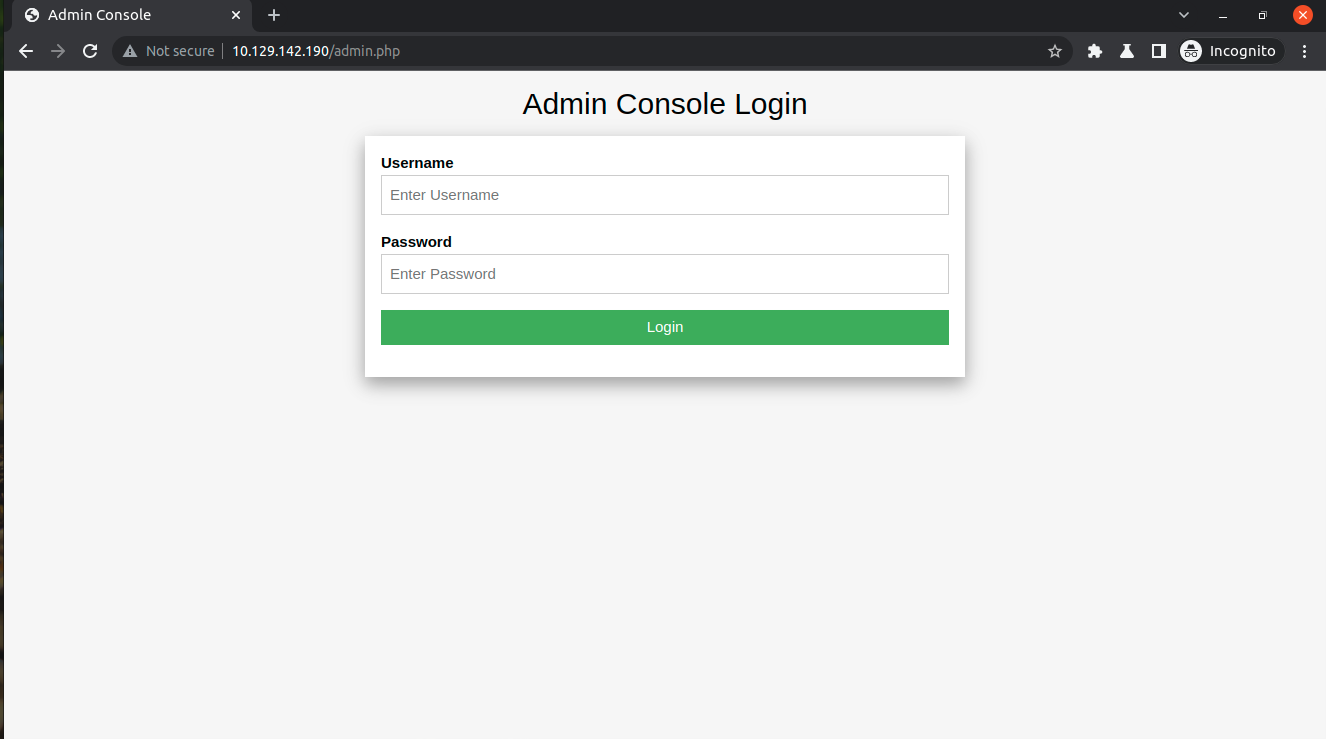 Admin Console
Not secure 10.129.142.190/admin.php Incognito
Admin Console Login
Username
Enter Username
Password
Enter Password
Login